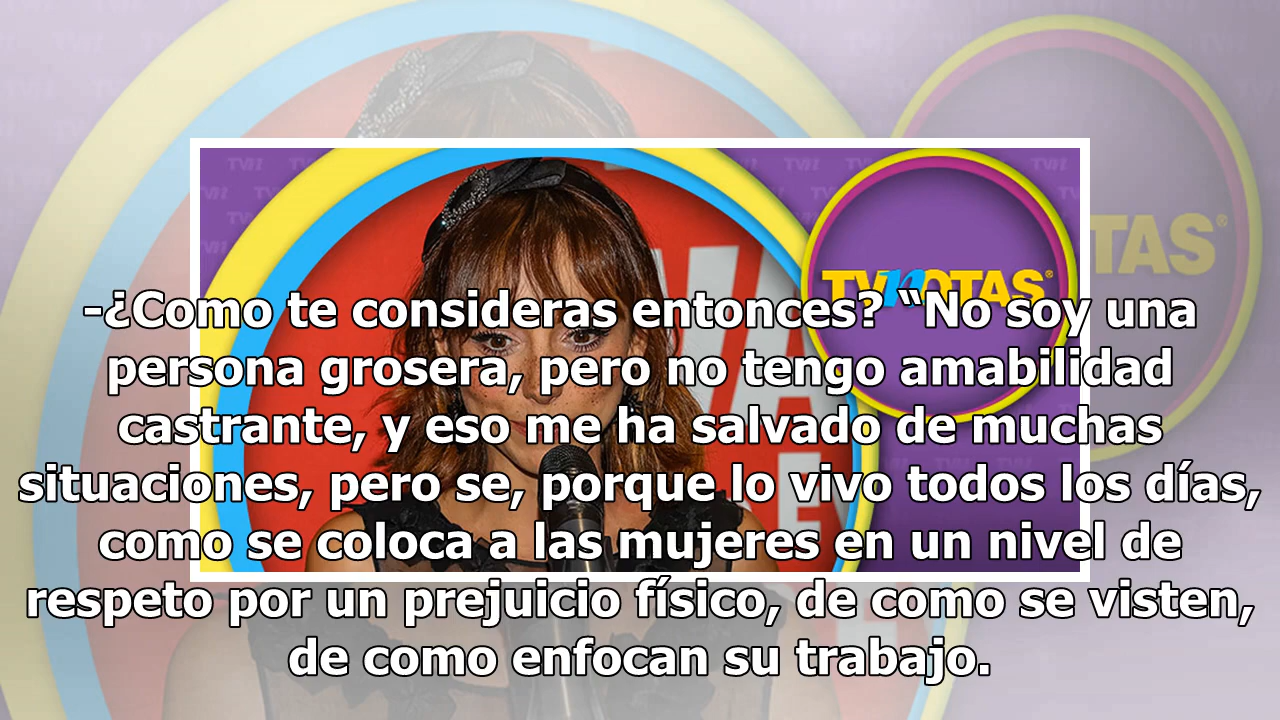 TVnOTAS®
TAS®
-¿Como te consideras entonces? “No soy una
persona grosera, pero no tengo amabilidad
castrante, y eso me ha salvado de muchas
situaciones, pero se, porque lo vivo todos los días,
como se coloca a las mujeres en un nivel de
respeto por un prejuicio físico, de como se visten,
de como enfocan su trabajo.